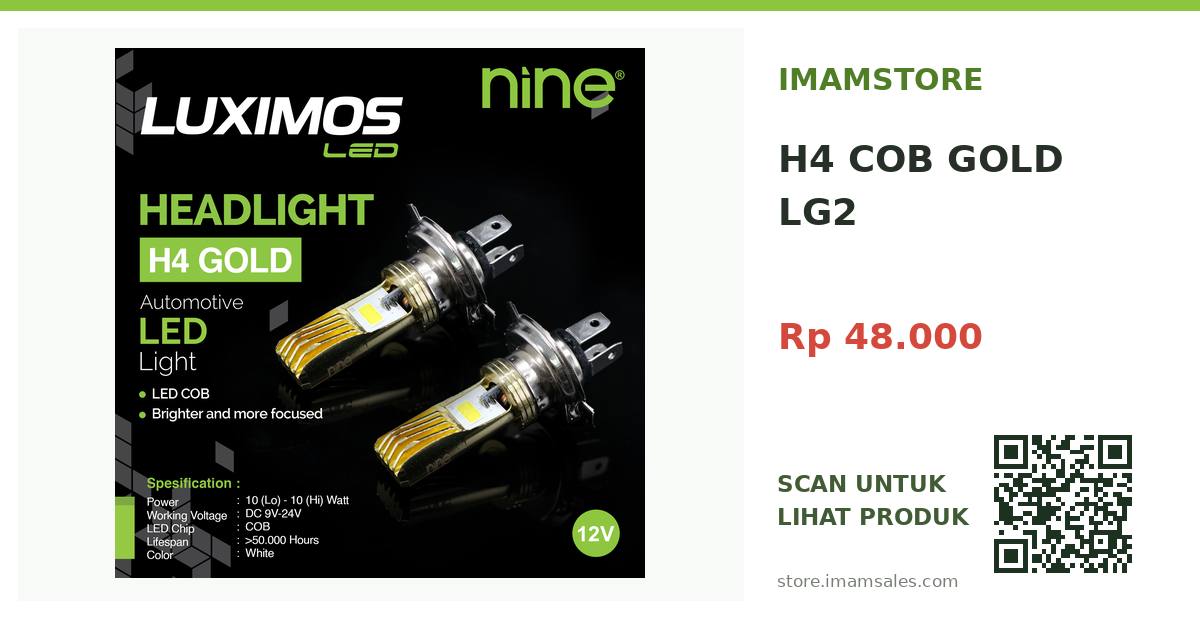 nine®
LUXIMOS
LED
HEADLIGHT
H4 GOLD
Automotive
LED
Light
• LED COB
• Brighter and more focused
Spesification :
Power : 10 (Lo) - 10 (Hi) Watt
Working Voltage : DC 9V-24V
LED Chip : COB
Lifespan : >50.000 Hours
Color : White
12V
nine
nine
IMAMSTORE
H4 COB GOLD
LG2
Rp 48.000
SCAN UNTUK
LIHAT PRODUK
store.imamsales.com